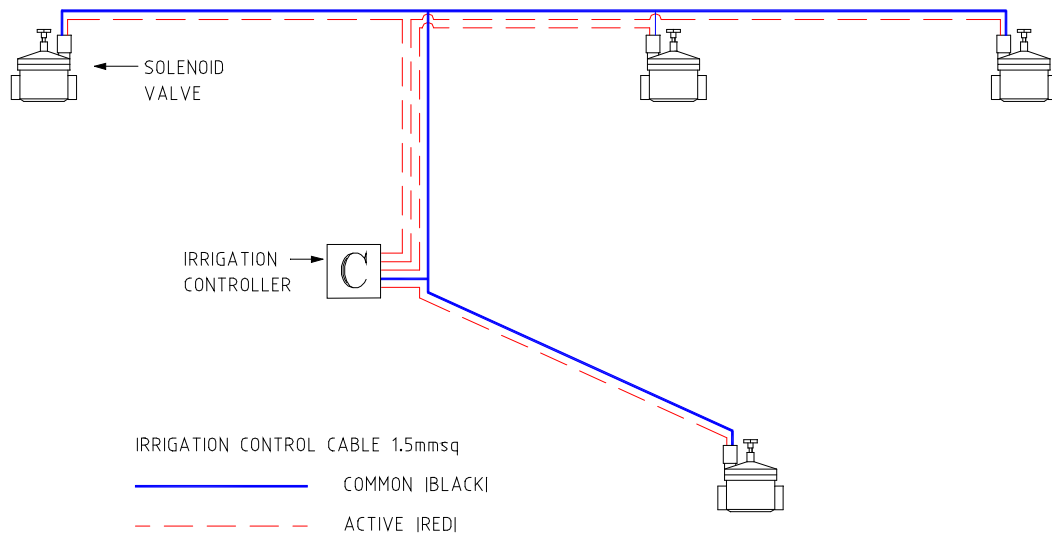 SOLENOID
VALVE
IRRIGATION
CONTROLLER
C
IRRIGATION CONTROL CABLE 1.5mmsq
COMMON |BLACK|
ACTIVE |RED|